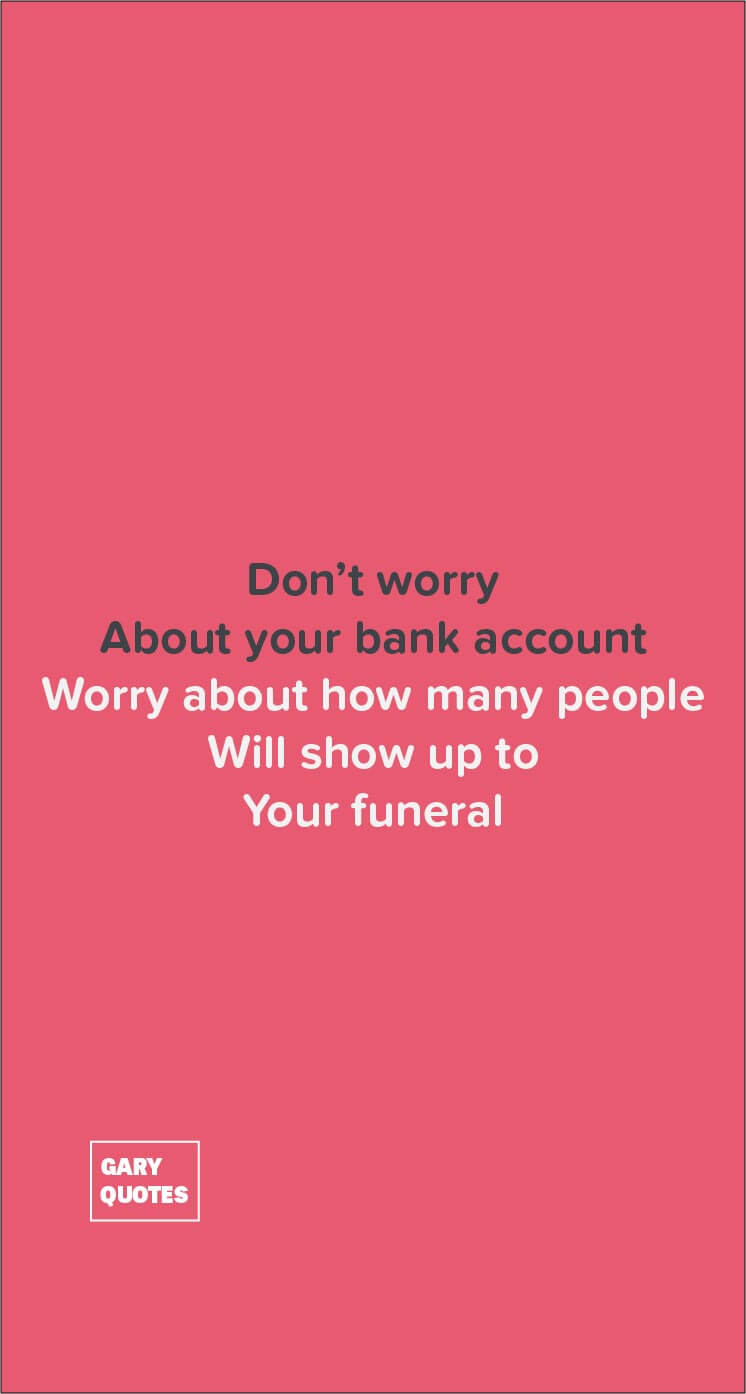 Don’t worry
About your bank account
Worry about how many people
Will show up to
Your funeral
GARY
QUOTES